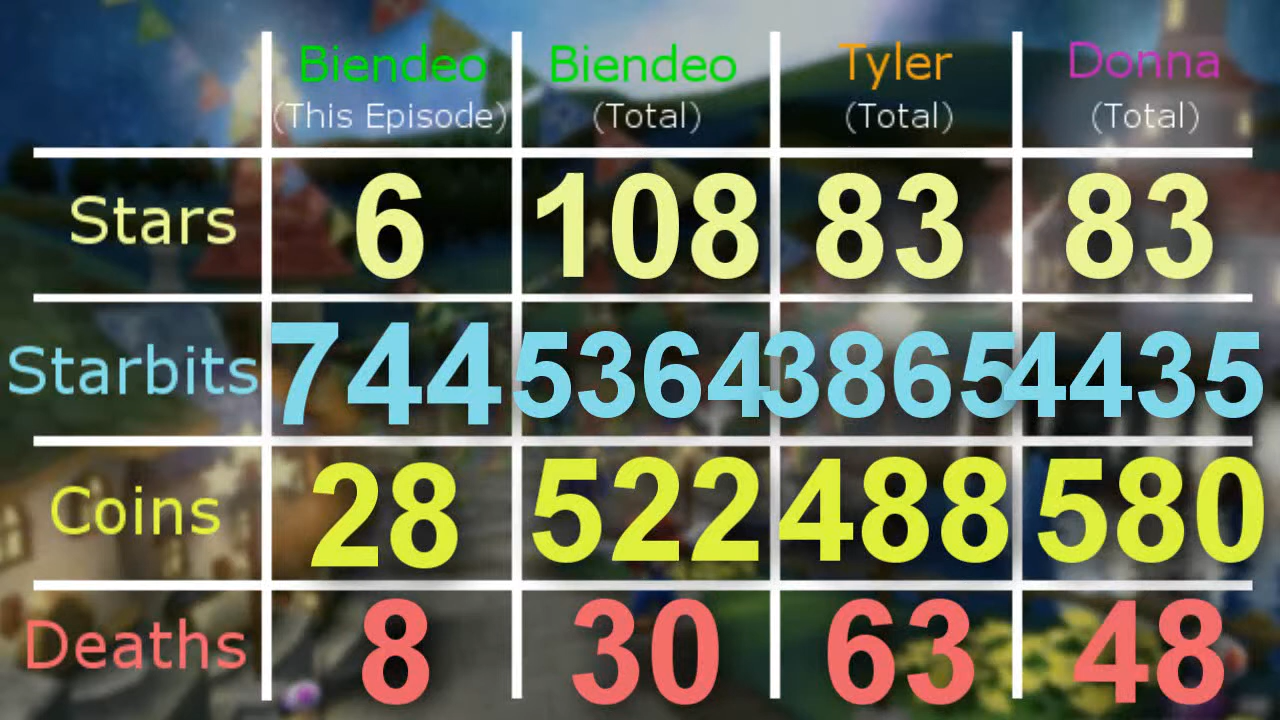 Biendeo Biendeo Tyler Donna
(This Episode) (Total) (Total) (Total)
Stars 6 108 83 83
Starbits 744 5364 3865 4435
Coins 28 522 488 580
Deaths 8 30 63 48